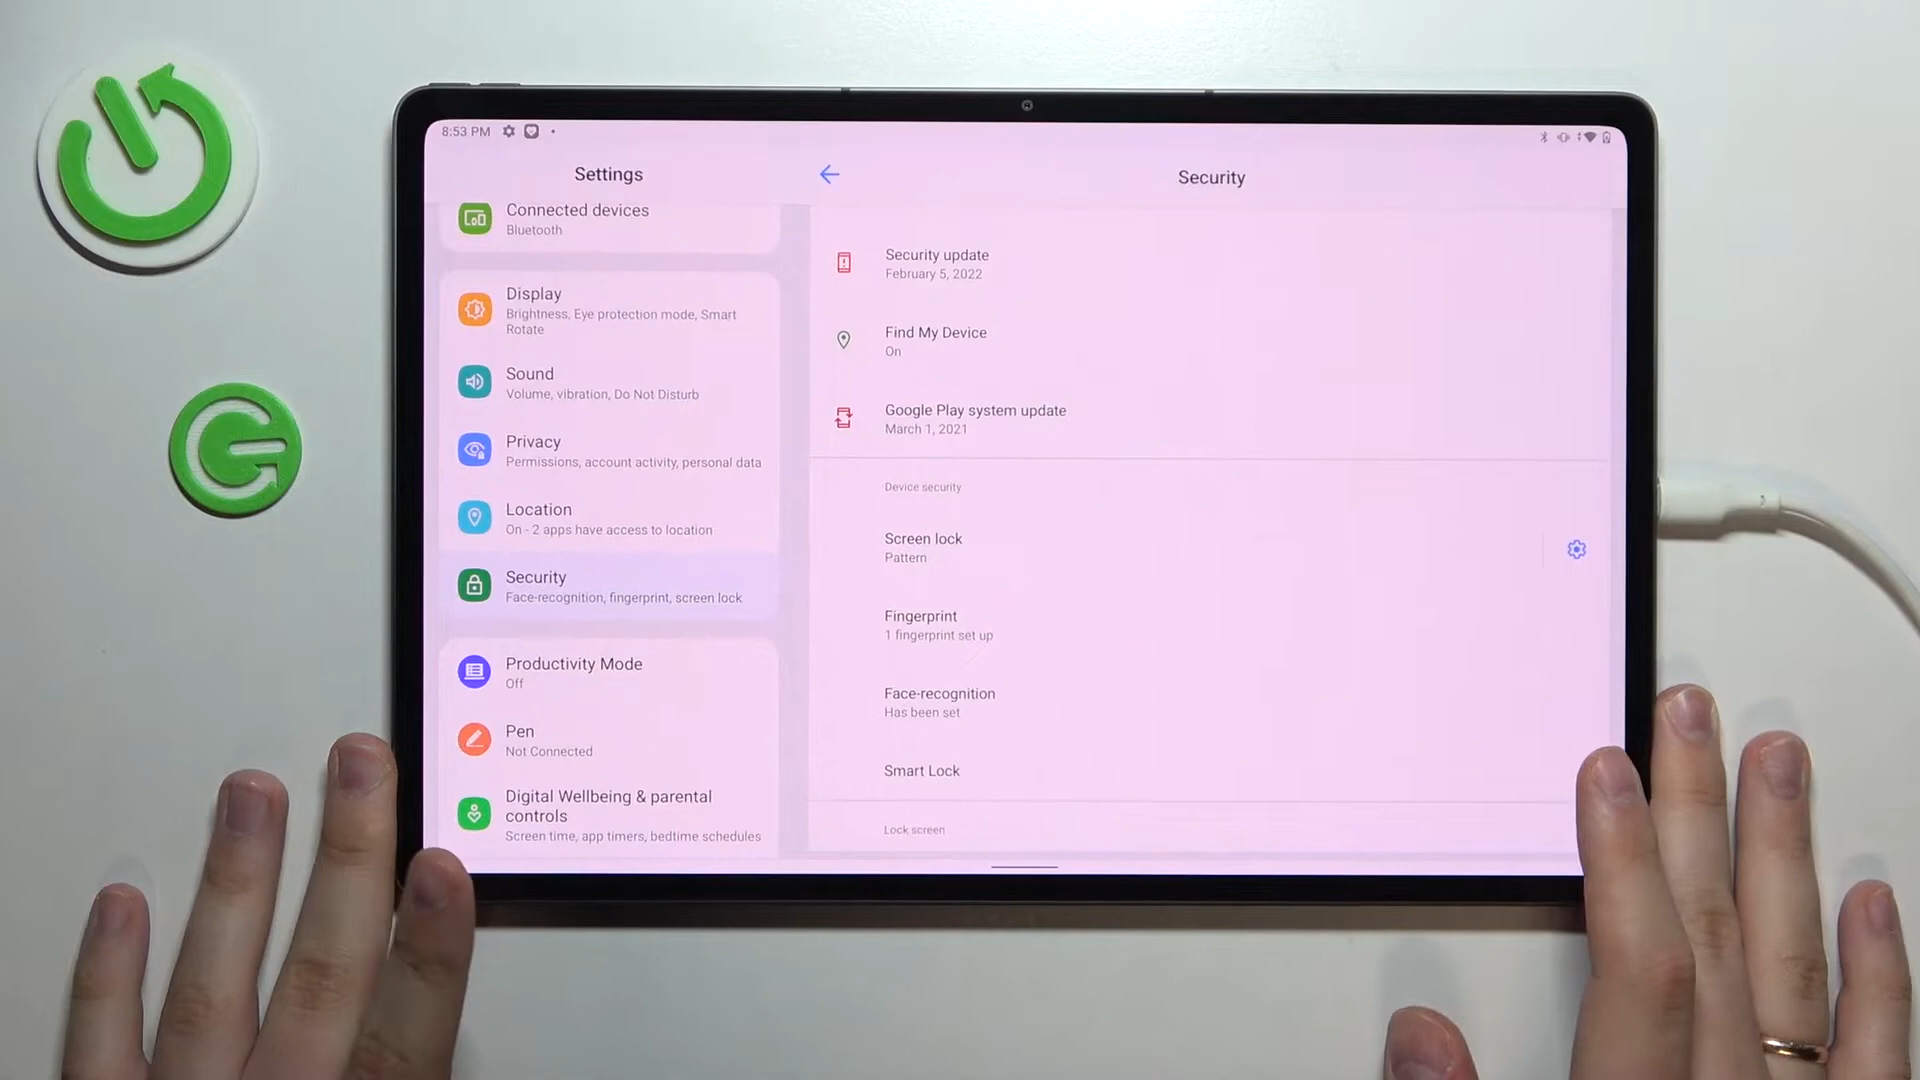 8:53 PM
Settings
Connected devices
Bluetooth
Display
Brightness, Eye protection mode, Smart
Rotate
Sound
Volume, vibration, Do Not Disturb
Privacy
Permissions, account activity, personal data
Location
On - 2 apps have access to location
Security
Face-recognition, fingerprint, screen lock
Productivity Mode
Off
Pen
Not Connected
Digital Wellbeing & parental
controls
Screen time, app timers, bedtime schedules
Security
Security update
February 5, 2022
Find My Device
On
Google Play system update
March 1, 2021
Device security
Screen lock
Pattern
Fingerprint
1 fingerprint set up
Face-recognition
Has been set
Smart Lock
Lock screen